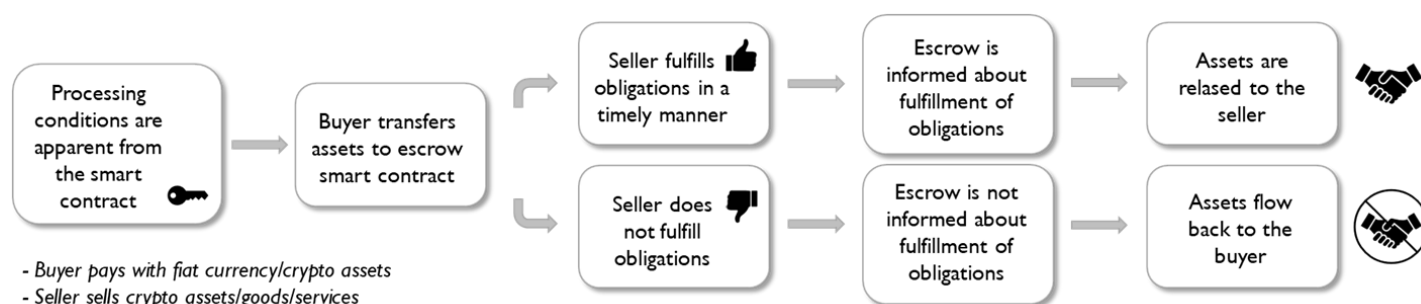 Processing
conditions are
apparent from
the smart
contract
Buyer transfers
assets to escrow
smart contract
Seller fulfills
obligations in a
timely manner
Escrow is
informed about
fulfillment of
obligations
Assets are
relased to the
seller
Seller does
not fulfill
obligations
Escrow is not
informed about
fulfillment of
obligations
Assets flow
back to the
buyer
- Buyer pays with fiat currency/crypto assets
- Seller sells crypto assets/goods/services